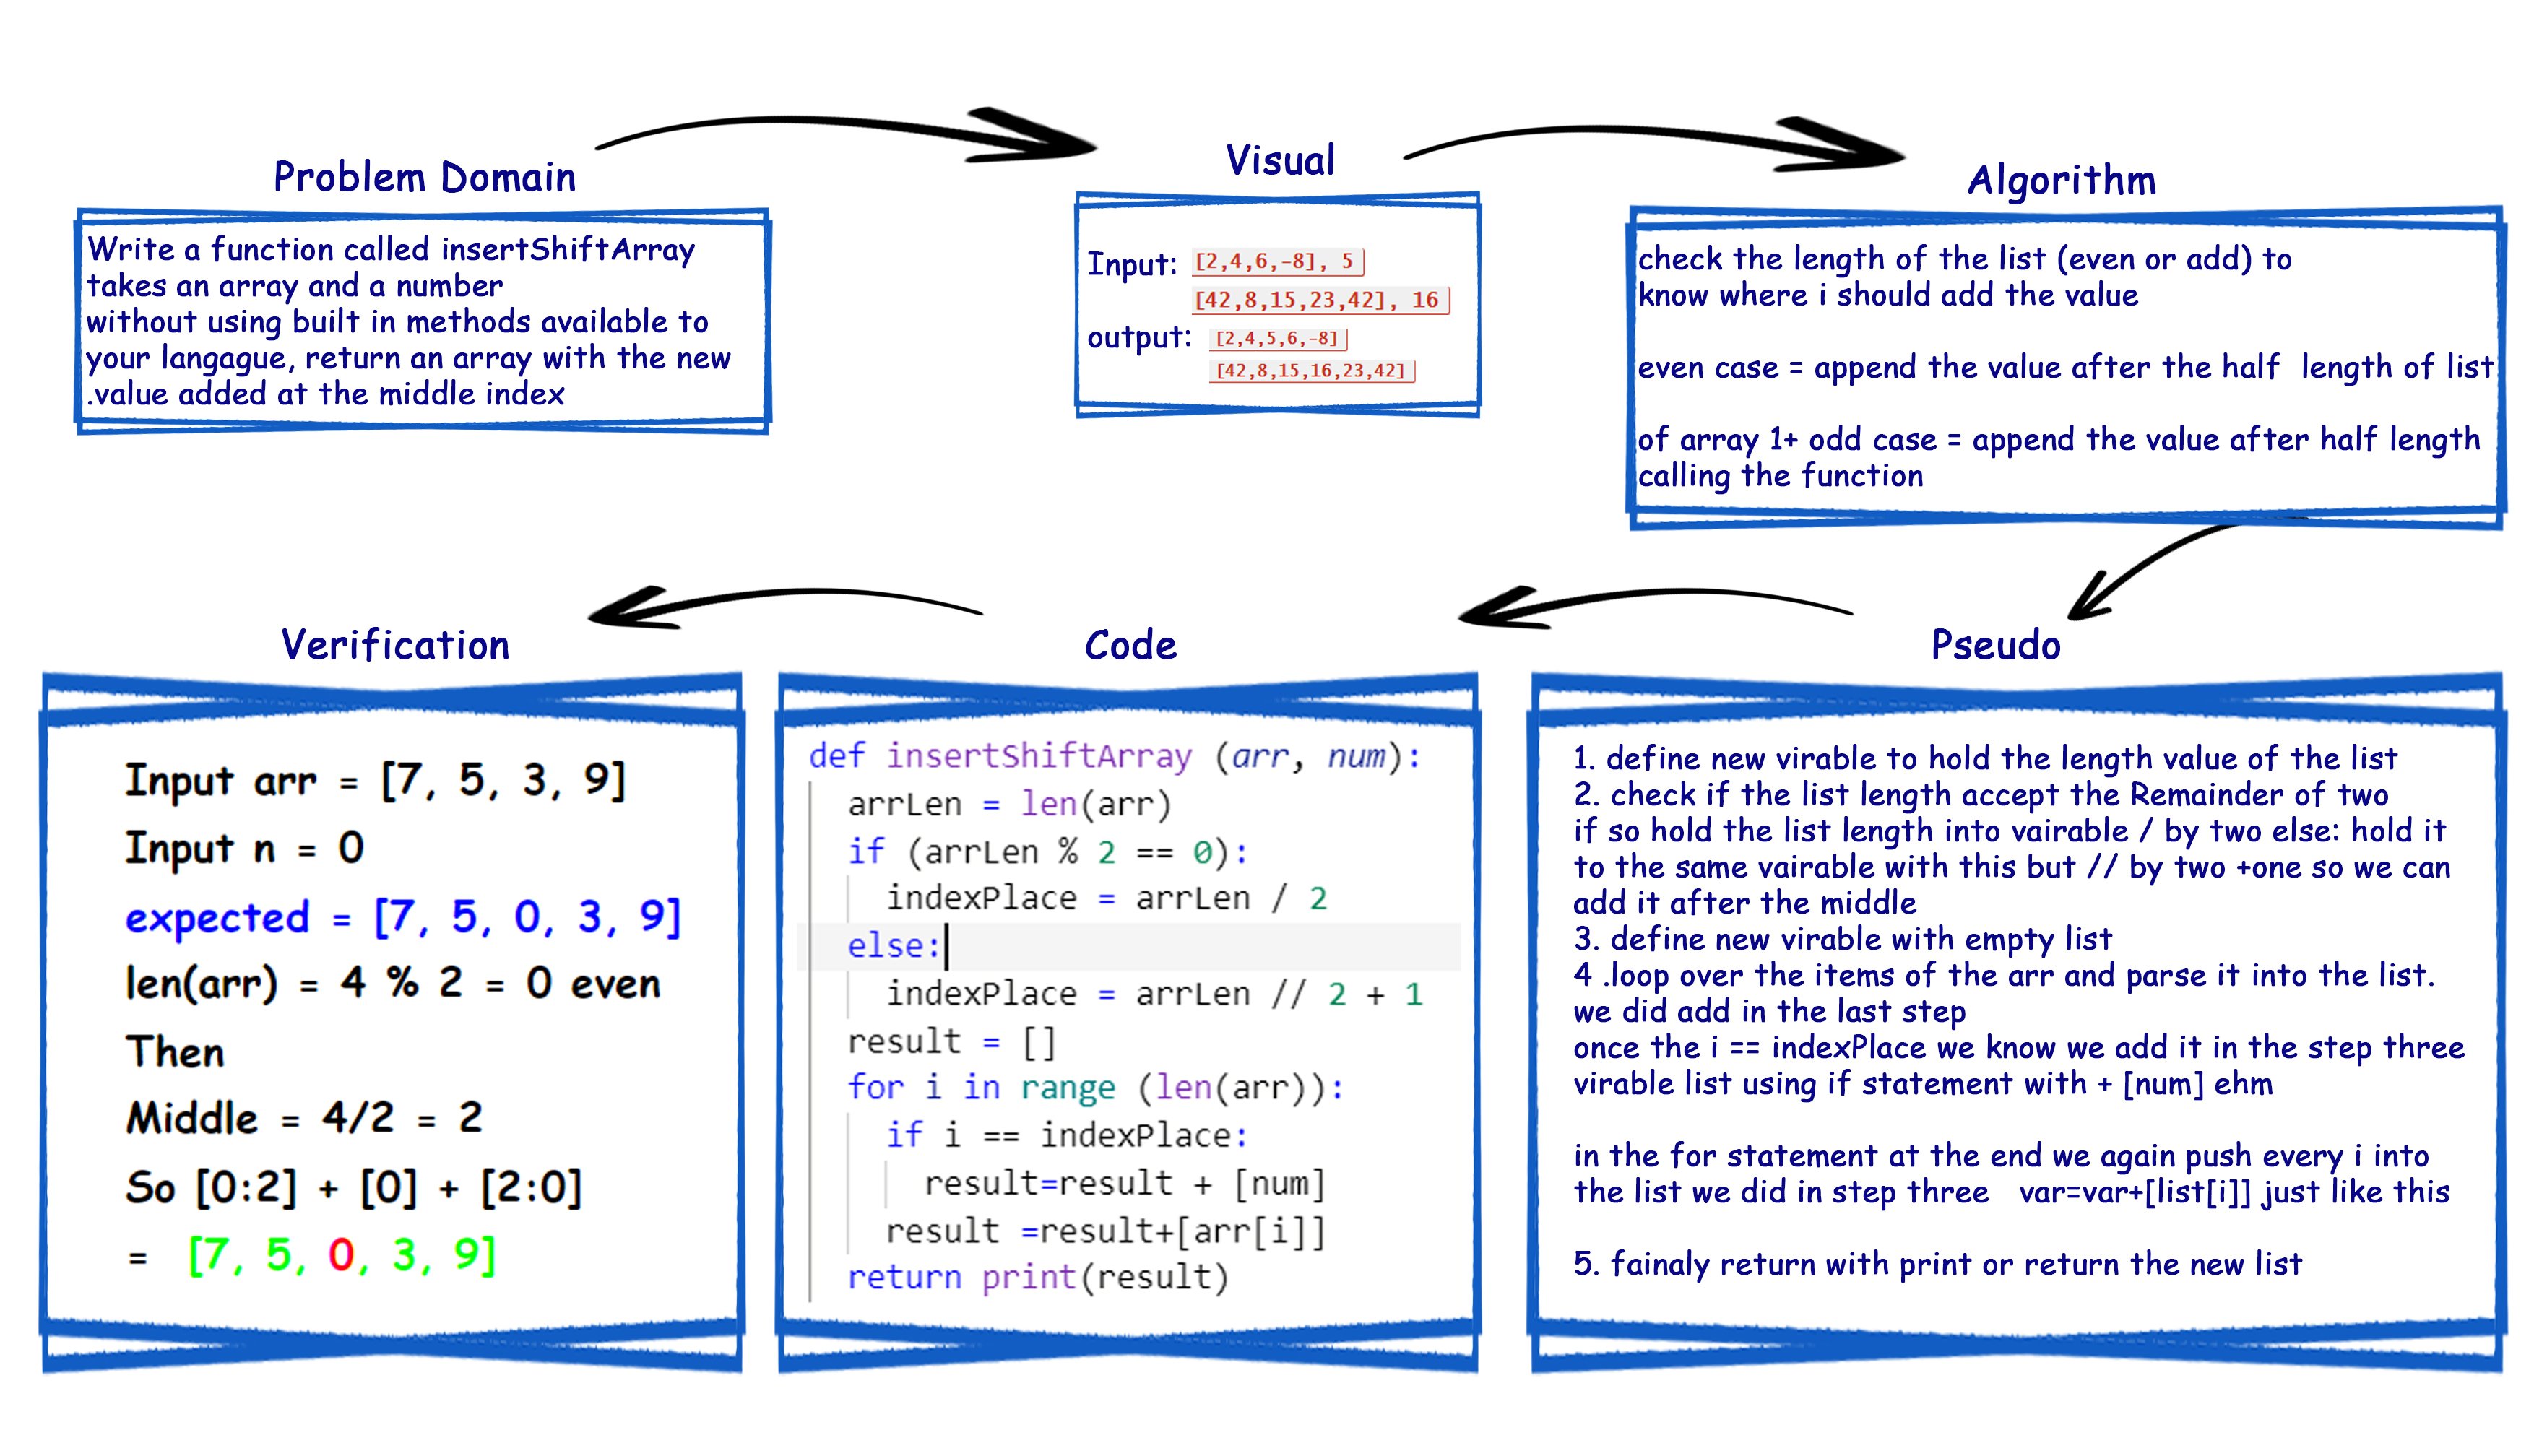 Problem Domain
Write a function called insertShiftArray
takes an array and a number
without using built in methods available to
your langague, return an array with the new
.value added at the middle index
Visual
Input: [2,4,6,-8], 5
[42,8,15,23,42], 16
output: [2,4,5,6,-8]
[42,8,15,16,23,42]
Algorithm
check the length of the list (even or add) to
know where i should add the value
even case = append the value after the half length of list
of array 1+ odd case = append the value after half length
calling the function
Pseudo
1. define new virable to hold the length value of the list
2. check if the list length accept the Remainder of two
if so hold the list length into vairable / by two else: hold it
to the same vairable with this but // by two +one so we can
add it after the middle
3. define new virable with empty list
4 .loop over the items of the arr and parse it into the list.
we did add in the last step
once the i == indexPlace we know we add it in the step three
virable list using if statement with + [num] ehm
in the for statement at the end we again push every i into
the list we did in step three var=var+[list[i]] just like this
5. fainaly return with print or return the new list
Code
def insertShiftArray (arr, num):
arrLen = len(arr)
if (arrLen % 2 == 0):
indexPlace = arrLen / 2
else:
indexPlace = arrLen // 2 + 1
result = []
for i in range (len(arr)):
if i == indexPlace:
result=result + [num]
result =result+[arr[i]]
return print(result)
Verification
Input arr = [7, 5, 3, 9]
Input n = 0
expected = [7, 5, 0, 3, 9]
len(arr) = 4 % 2 = 0 even
Then
Middle = 4/2 = 2
So [0:2] + [0] + [2:0]
= [7, 5, 0, 3, 9]